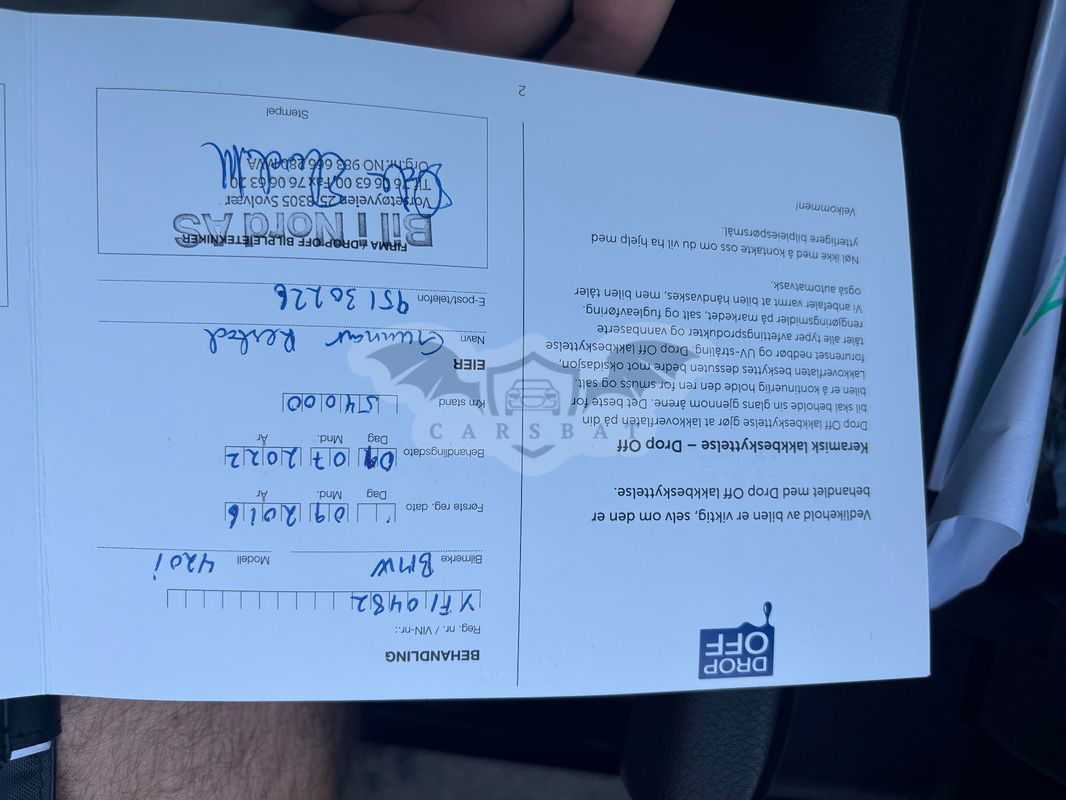 DROP
OFF
Vedlikehold av bilen er viktig, selv om den er
behandlet med Drop Off lakkbeskyttelse.
Keramisk lakkbeskyttelse – Drop Off
Drop Off lakkbeskyttelse gjør at lakkoverflaten på din
bil skal beholde sin glans gjennom årene. Det beste for
bilen er å kontinuerlig holde den ren for smuss og salt.
Lakkoverflaten beskyttes dessuten bedre mot oksidasjon,
forurenset nedbør og UV-stråling. Drop Off lakkbeskyttelse
tåler alle typer avfettingsprodukter og vannbaserte
rengjøringsmidler på markedet, salt og fugleavføring.
Vi anbefaler varmt at bilen håndvaskes, men bilen tåler
også automatvask.
Nøl ikke med å kontakte oss om du vil ha hjelp med
ytterligere bilpleiespørsmål.
Velkommen!
2
BEHANDLING
Reg. nr. / VIN-nr.:
YF10482
Bilmerke BMW Modell 420i
Første reg. dato 09 2016
Dag Mnd. År
Behandlingsdato 09 07 2022
Dag Mnd. År
Km stand 54000
EIER
Navn Gunnar
E-post/telefon 95130226
FIRMA / DROP OFF BILPLEIETEKNIKER
Bil i Nord AS
25, 8305 Svolvær
Tlf 76 06 63 00 Fax 76 06 63 20
Org.nr. NO 983 666 280 MVA
Stempel
CARSBAT